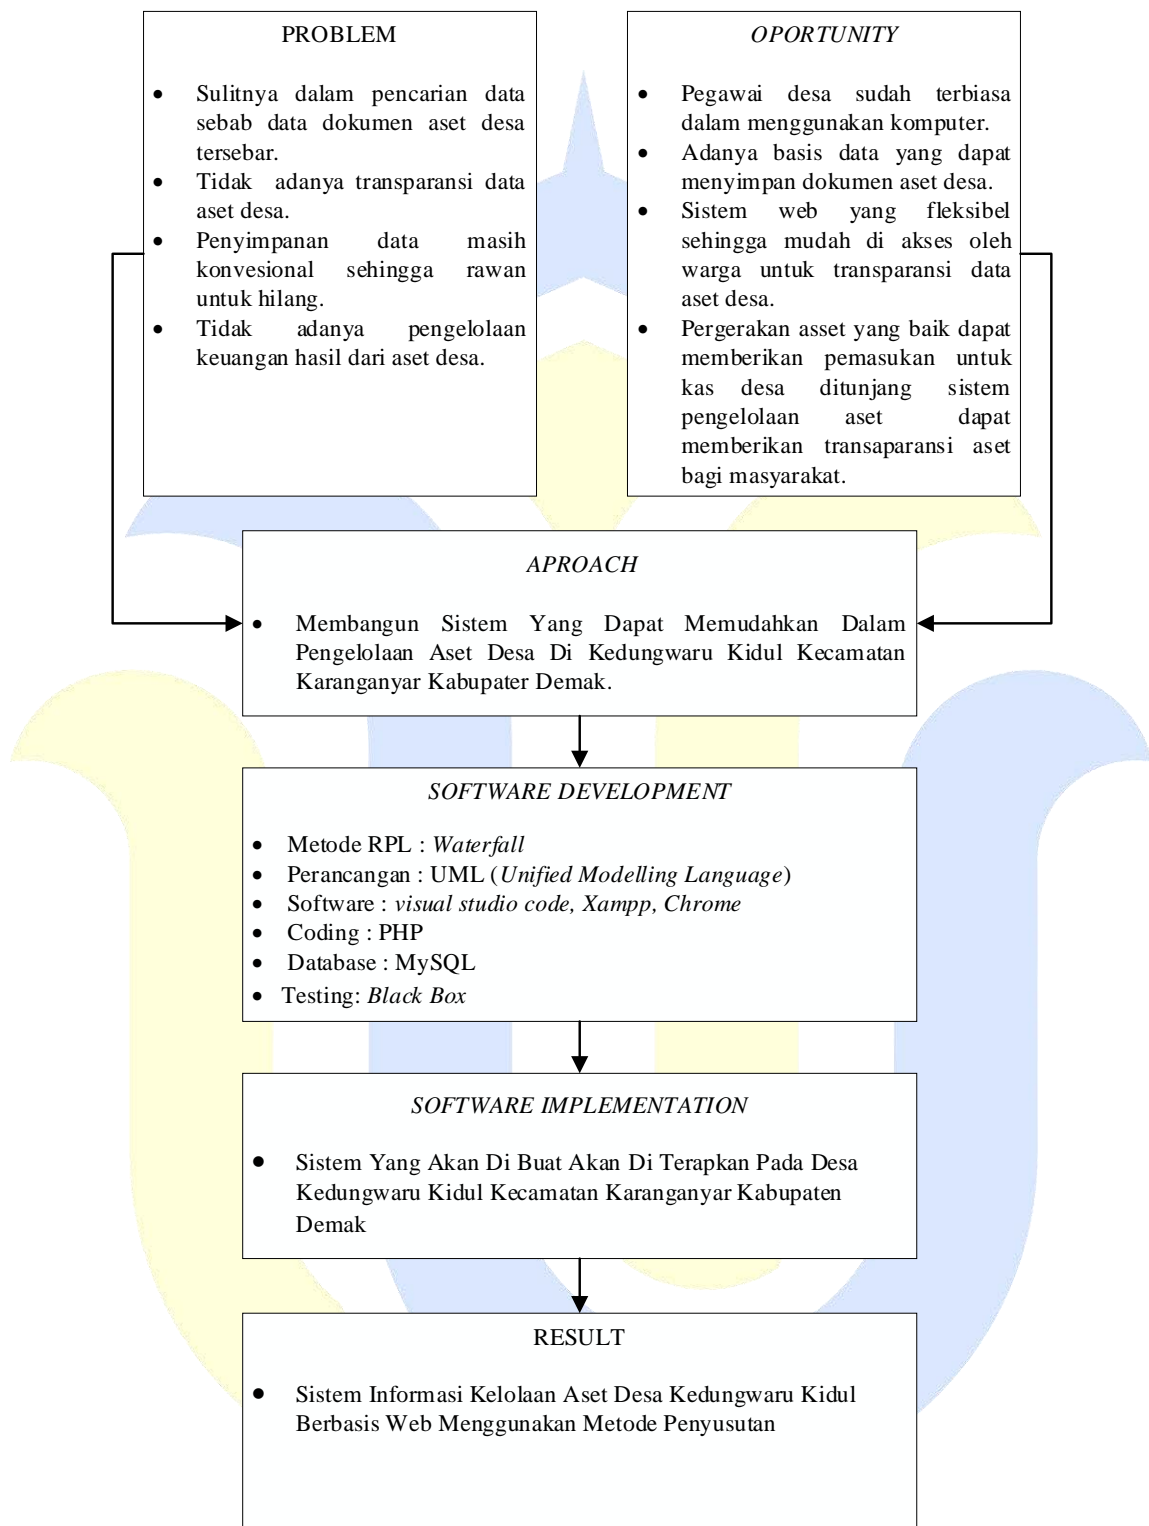 PROBLEM
• Sulitnya dalam pencarian data
sebab data dokumen aset desa
tersebar.
• Tidak adanya transparansi data
aset desa.
• Penyimpanan data masih
konvesional sehingga rawan
untuk hilang.
• Tidak adanya pengelolaan
keuangan hasil dari aset desa.
OPORTUNITY
• Pegawai desa sudah terbiasa
dalam menggunakan komputer.
• Adanya basis data yang dapat
menyimpan dokumen aset desa.
• Sistem web yang fleksibel
sehingga mudah di akses oleh
warga untuk transparansi data
aset desa.
• Pergerakan asset yang baik dapat
memberikan pemasukan untuk
kas desa ditunjang sistem
pengelolaan aset dapat
memberikan transaparansi aset
bagi masyarakat.
APROACH
• Membangun Sistem Yang Dapat Memudahkan Dalam
Pengelolaan Aset Desa Di Kedungwaru Kidul Kecamatan
Karanganyar Kabupater Demak.
SOFTWARE DEVELOPMENT
• Metode RPL : Waterfall
• Perancangan : UML (Unified Modelling Language)
• Software : visual studio code, Xampp, Chrome
• Coding : PHP
• Database : MySQL
• Testing: Black Box
SOFTWARE IMPLEMENTATION
• Sistem Yang Akan Di Buat Akan Di Terapkan Pada Desa
Kedungwaru Kidul Kecamatan Karanganyar Kabupaten
Demak
RESULT
• Sistem Informasi Kelolaan Aset Desa Kedungwaru Kidul
Berbasis Web Menggunakan Metode Penyusutan